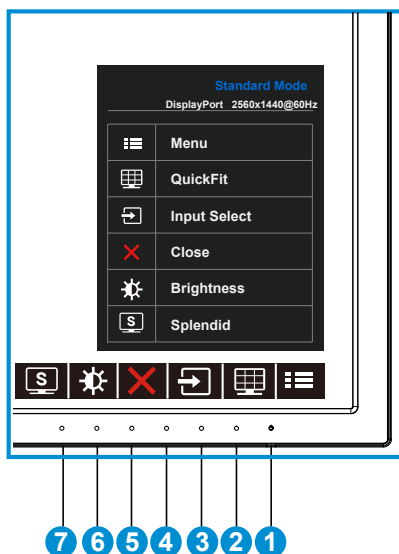 Standard Mode
DisplayPort 2560x1440@60Hz
Menu
QuickFit
Input Select
Close
Brightness
S Splendid
S
7 6 5 4 3 2 1